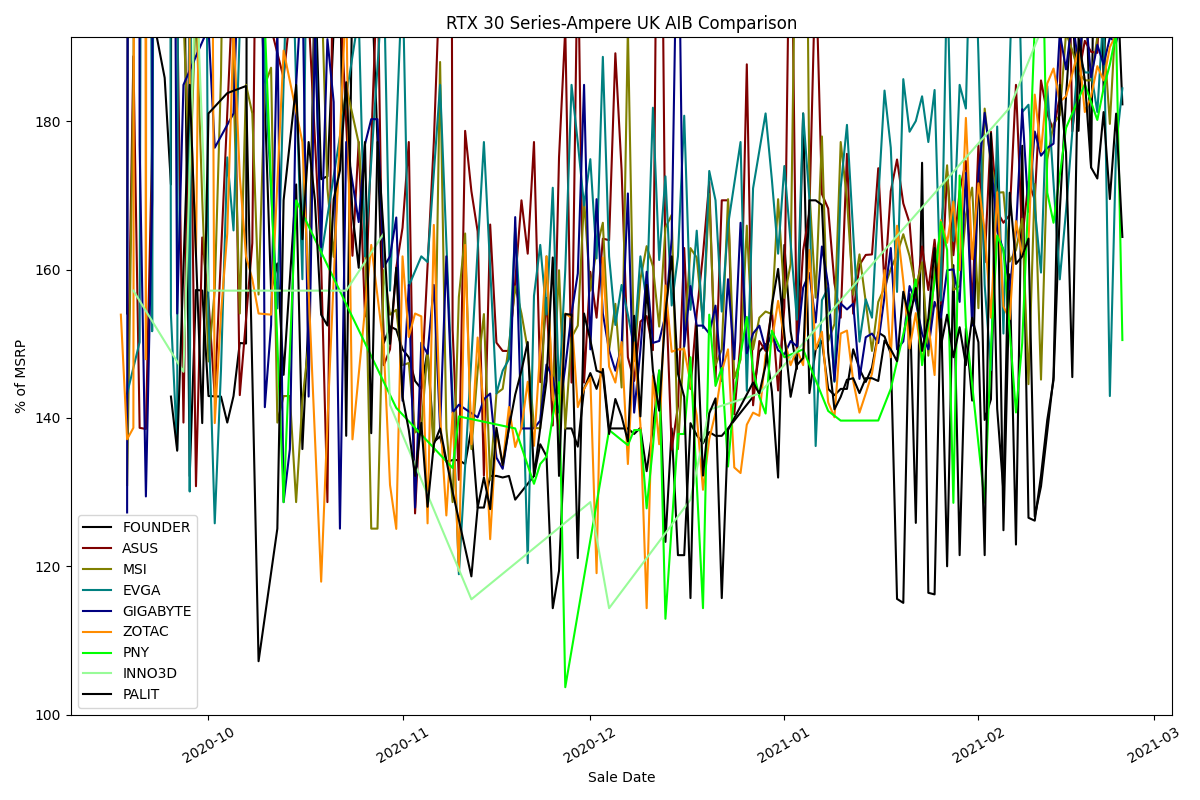 RTX 30 Series-Ampere UK AIB Comparison
% of MSRP
180
160
140
120
100
FOUNDER
ASUS
MSI
EVGA
GIGABYTE
ZOTAC
PNY
INNO3D
PALIT
2020-10
2020-11
2020-12
2021-01
2021-02
2021-03
Sale Date